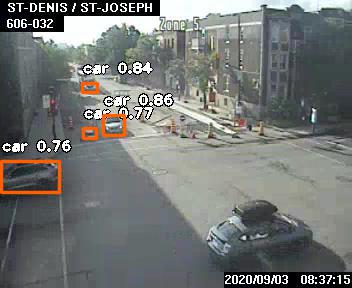 ST-DENIS / ST-JOSEPH
606-032
Zone 5
car 0.84
car 0.86
car 0.77
car 0.76
2020/09/03 08:37:15